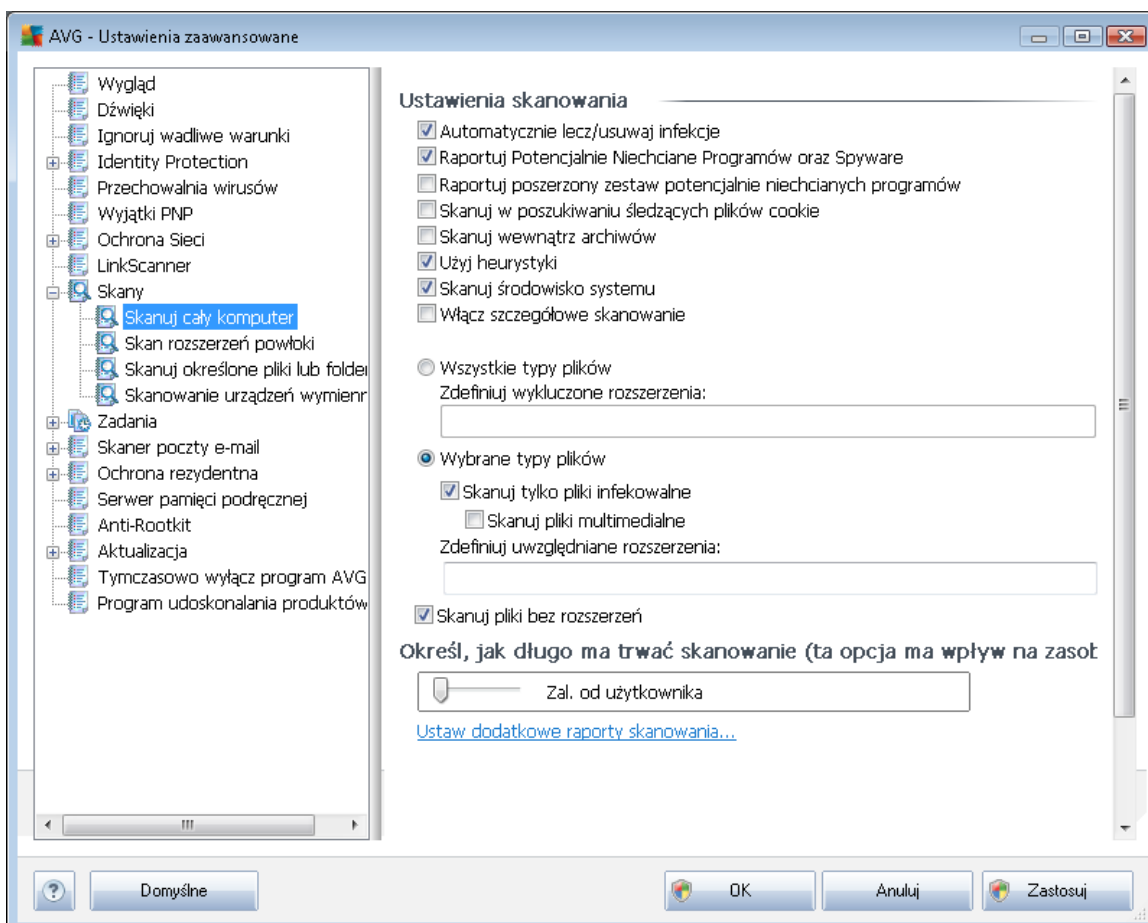 AVG - Ustawienia zaawansowane
Wygląd
Dźwięki
Ignoruj wadliwe warunki
Identity Protection
Przechowalnia wirusów
Wyjątki PNP
Ochrona Sieci
LinkScanner
Skany
Skanuj cały komputer
Skan rozszerzeń powłoki
Skanuj określone pliki lub folder
Skanowanie urządzeń wymienr
Zadania
Skaner poczty e-mail
Ochrona rezydentna
Serwer pamięci podręcznej
Anti-Rootkit
Aktualizacja
Tymczasowo wyłącz program AVG
Program udoskonalania produktów
Ustawienia skanowania
Automatycznie lecz/usuwaj infekcje
Raportuj Potencjalnie Niechciane Programów oraz Spyware
Raportuj poszerzony zestaw potencjalnie niechcianych programów
Skanuj w poszukiwaniu śledzących plików cookie
Skanuj wewnątrz archiwów
Użyj heurystyki
Skanuj środowisko systemu
Włącz szczegółowe skanowanie
Wszystkie typy plików
Zdefiniuj wykluczone rozszerzenia:
Wybrane typy plików
Skanuj tylko pliki infekowalne
Skanuj pliki multimedialne
Zdefiniuj uwzględniane rozszerzenia:
Skanuj pliki bez rozszerzeń
Określ, jak długo ma trwać skanowanie (ta opcja ma wpływ na zasob
Zal. od użytkownika
Ustaw dodatkowe raporty skanowania...
? Domyślne OK Anuluj Zastosuj